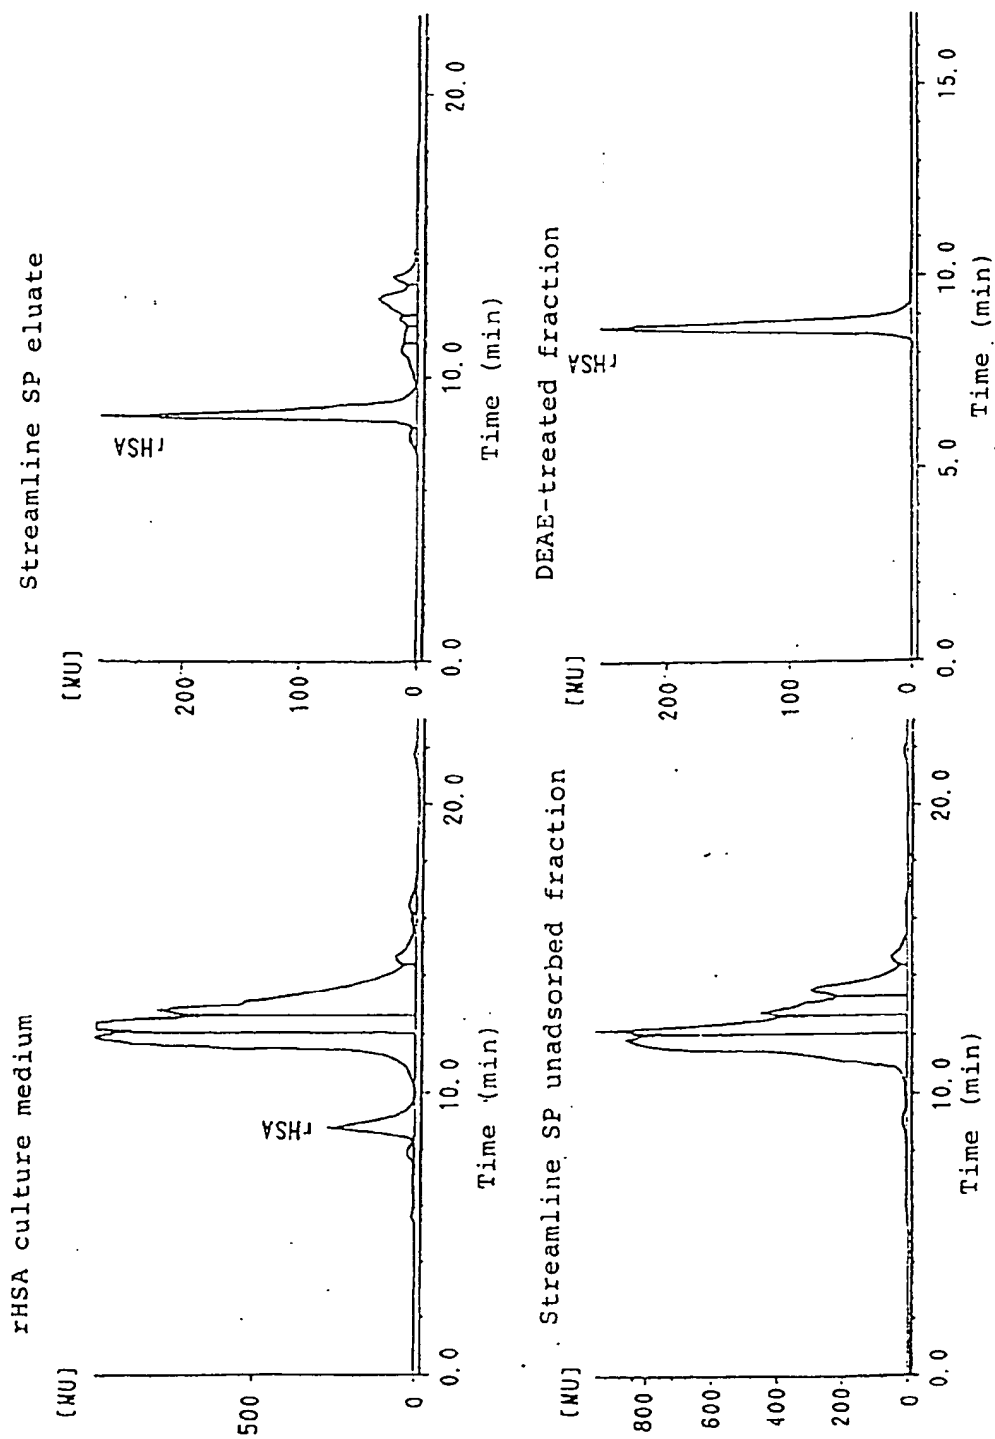 rHSA culture medium
[MU]
500
0
rHSA
0.0
10.0
20.0
Time (min)
Streamline SP eluate
[MU]
200
100
0
rHSA
0.0
10.0
20.0
Time (min)
Streamline SP unadsorbed fraction
[MU]
800
600
400
200
0
0.0
10.0
20.0
Time (min)
DEAE-treated fraction
[MU]
200
100
0
rHSA
0.0
5.0
10.0
15.0
Time (min)